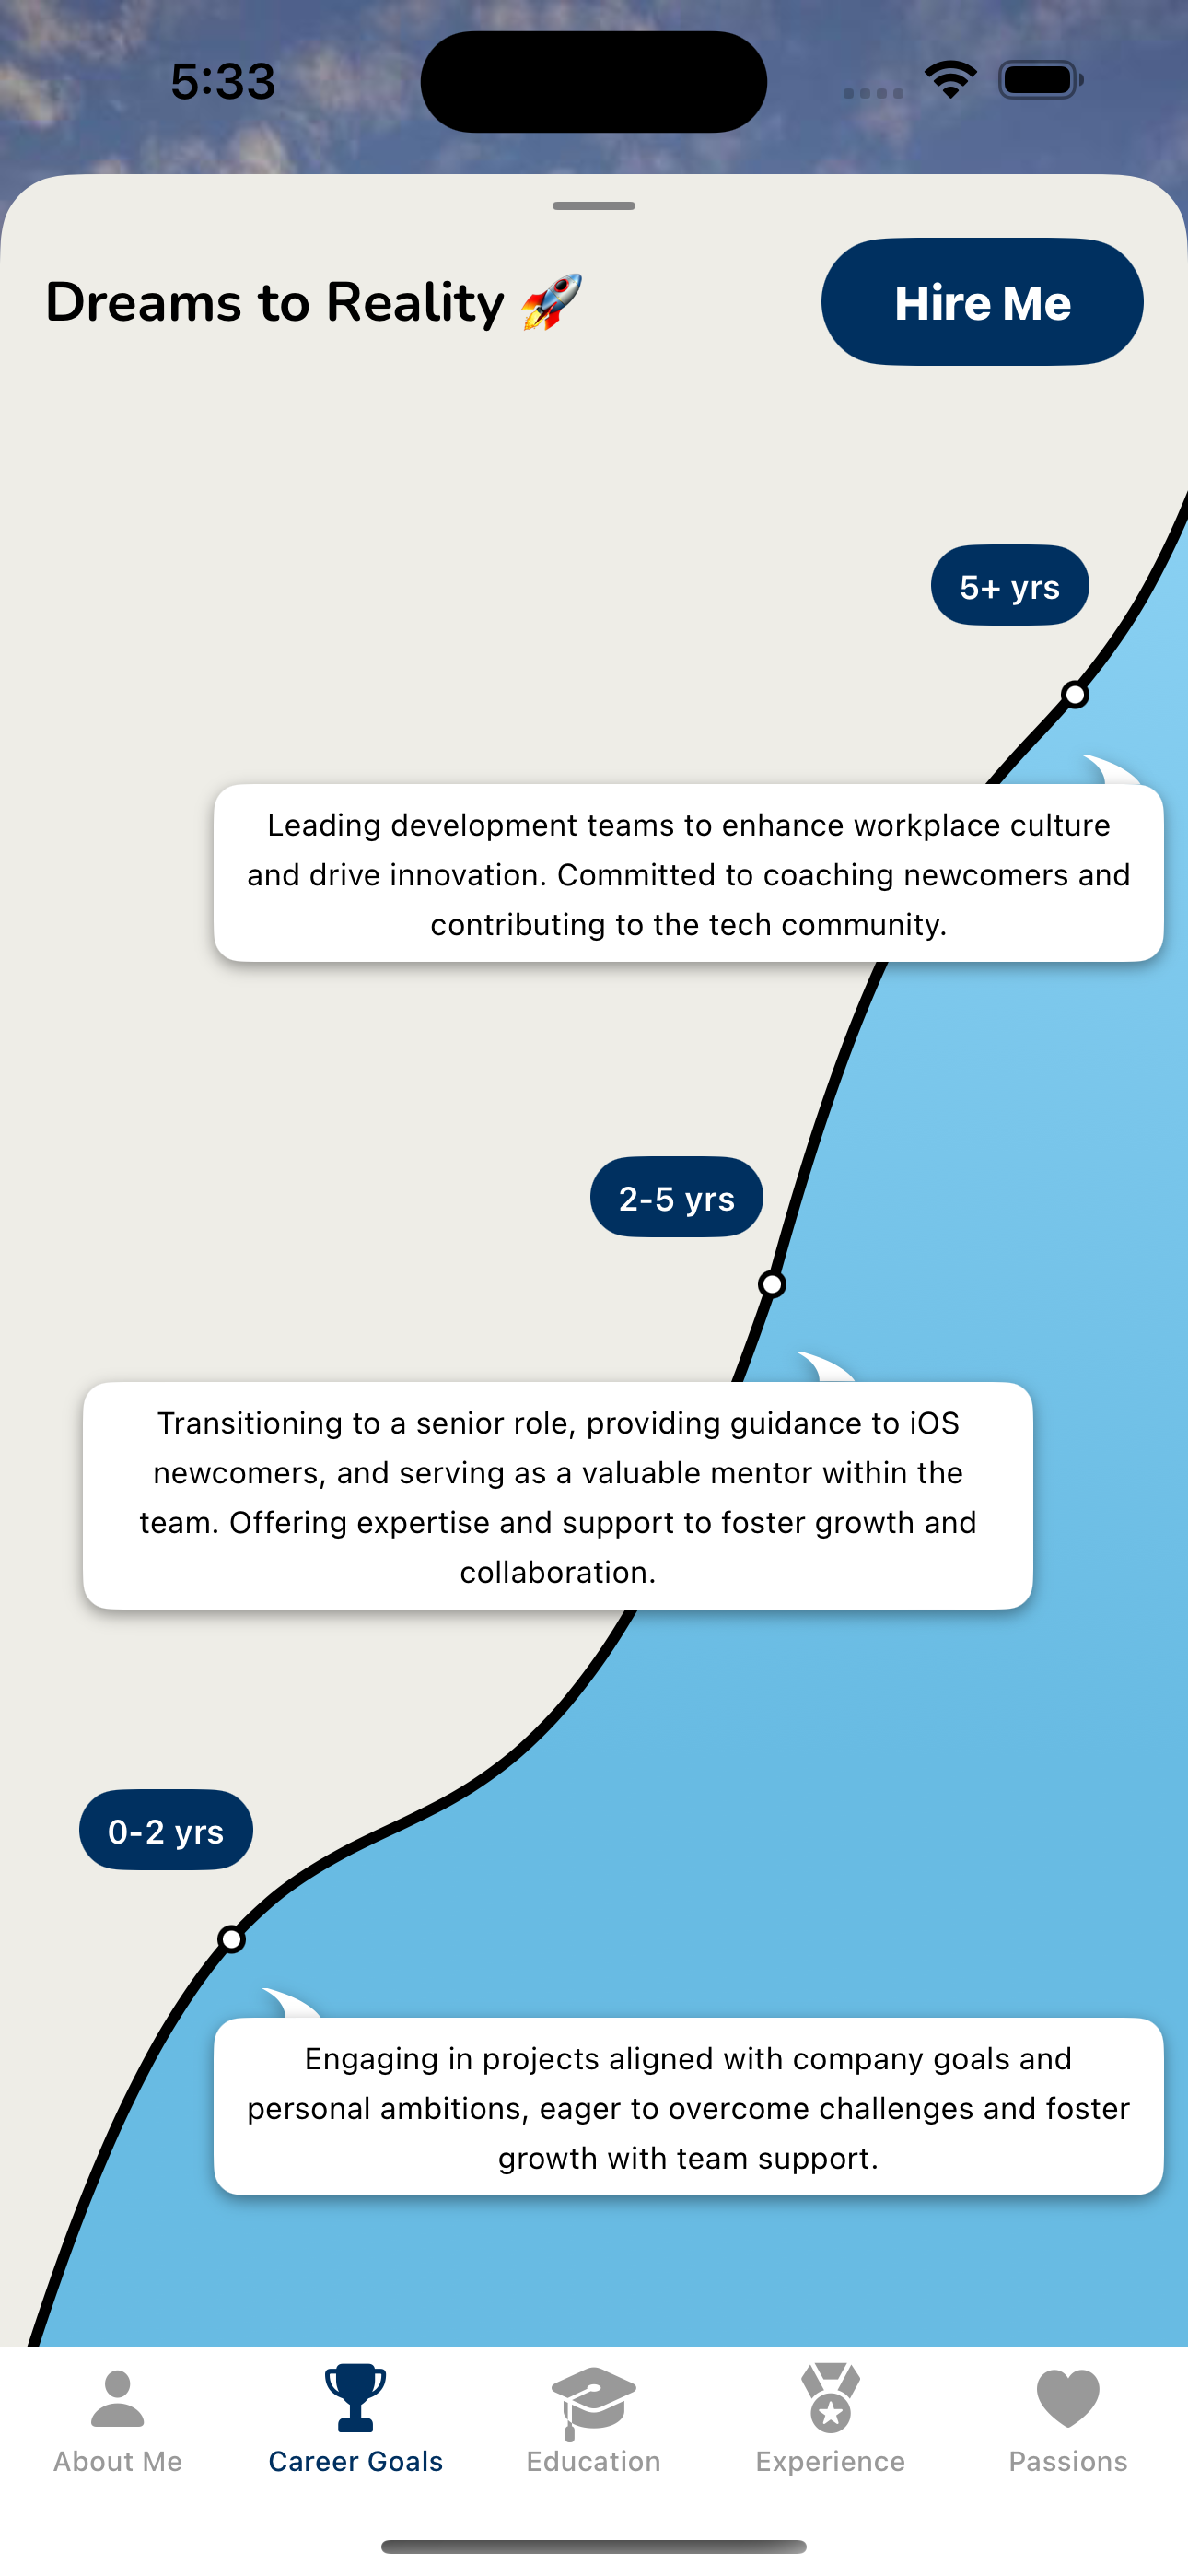 5:33
Dreams to Reality 🚀
Hire Me
5+ yrs
Leading development teams to enhance workplace culture
and drive innovation. Committed to coaching newcomers and
contributing to the tech community.
2-5 yrs
Transitioning to a senior role, providing guidance to iOS
newcomers, and serving as a valuable mentor within the
team. Offering expertise and support to foster growth and
collaboration.
0-2 yrs
Engaging in projects aligned with company goals and
personal ambitions, eager to overcome challenges and foster
growth with team support.
About Me
Career Goals
Education
Experience
Passions